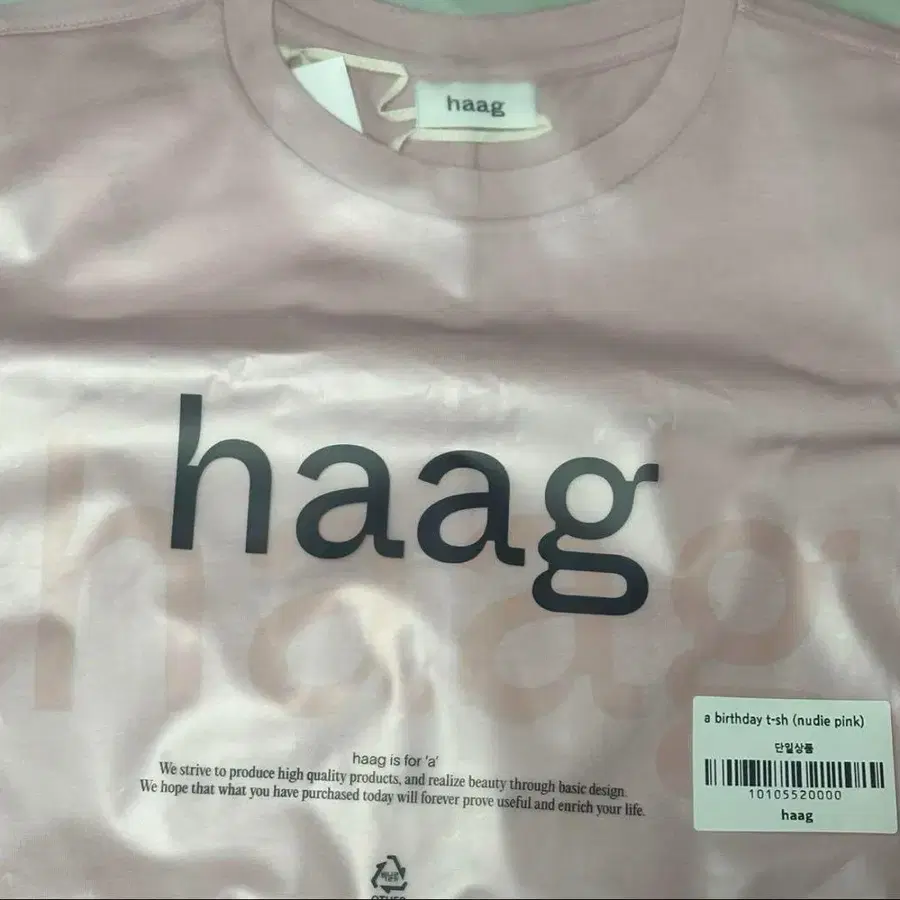 haag
haag
haag
haag is for 'a'
We strive to produce high quality products, and realize beauty through basic design.
We hope that what you have purchased today will forever prove useful and enrich your life.
a birthday t-sh (nudie pink)
단일상품
10105520000
haag
OTHER